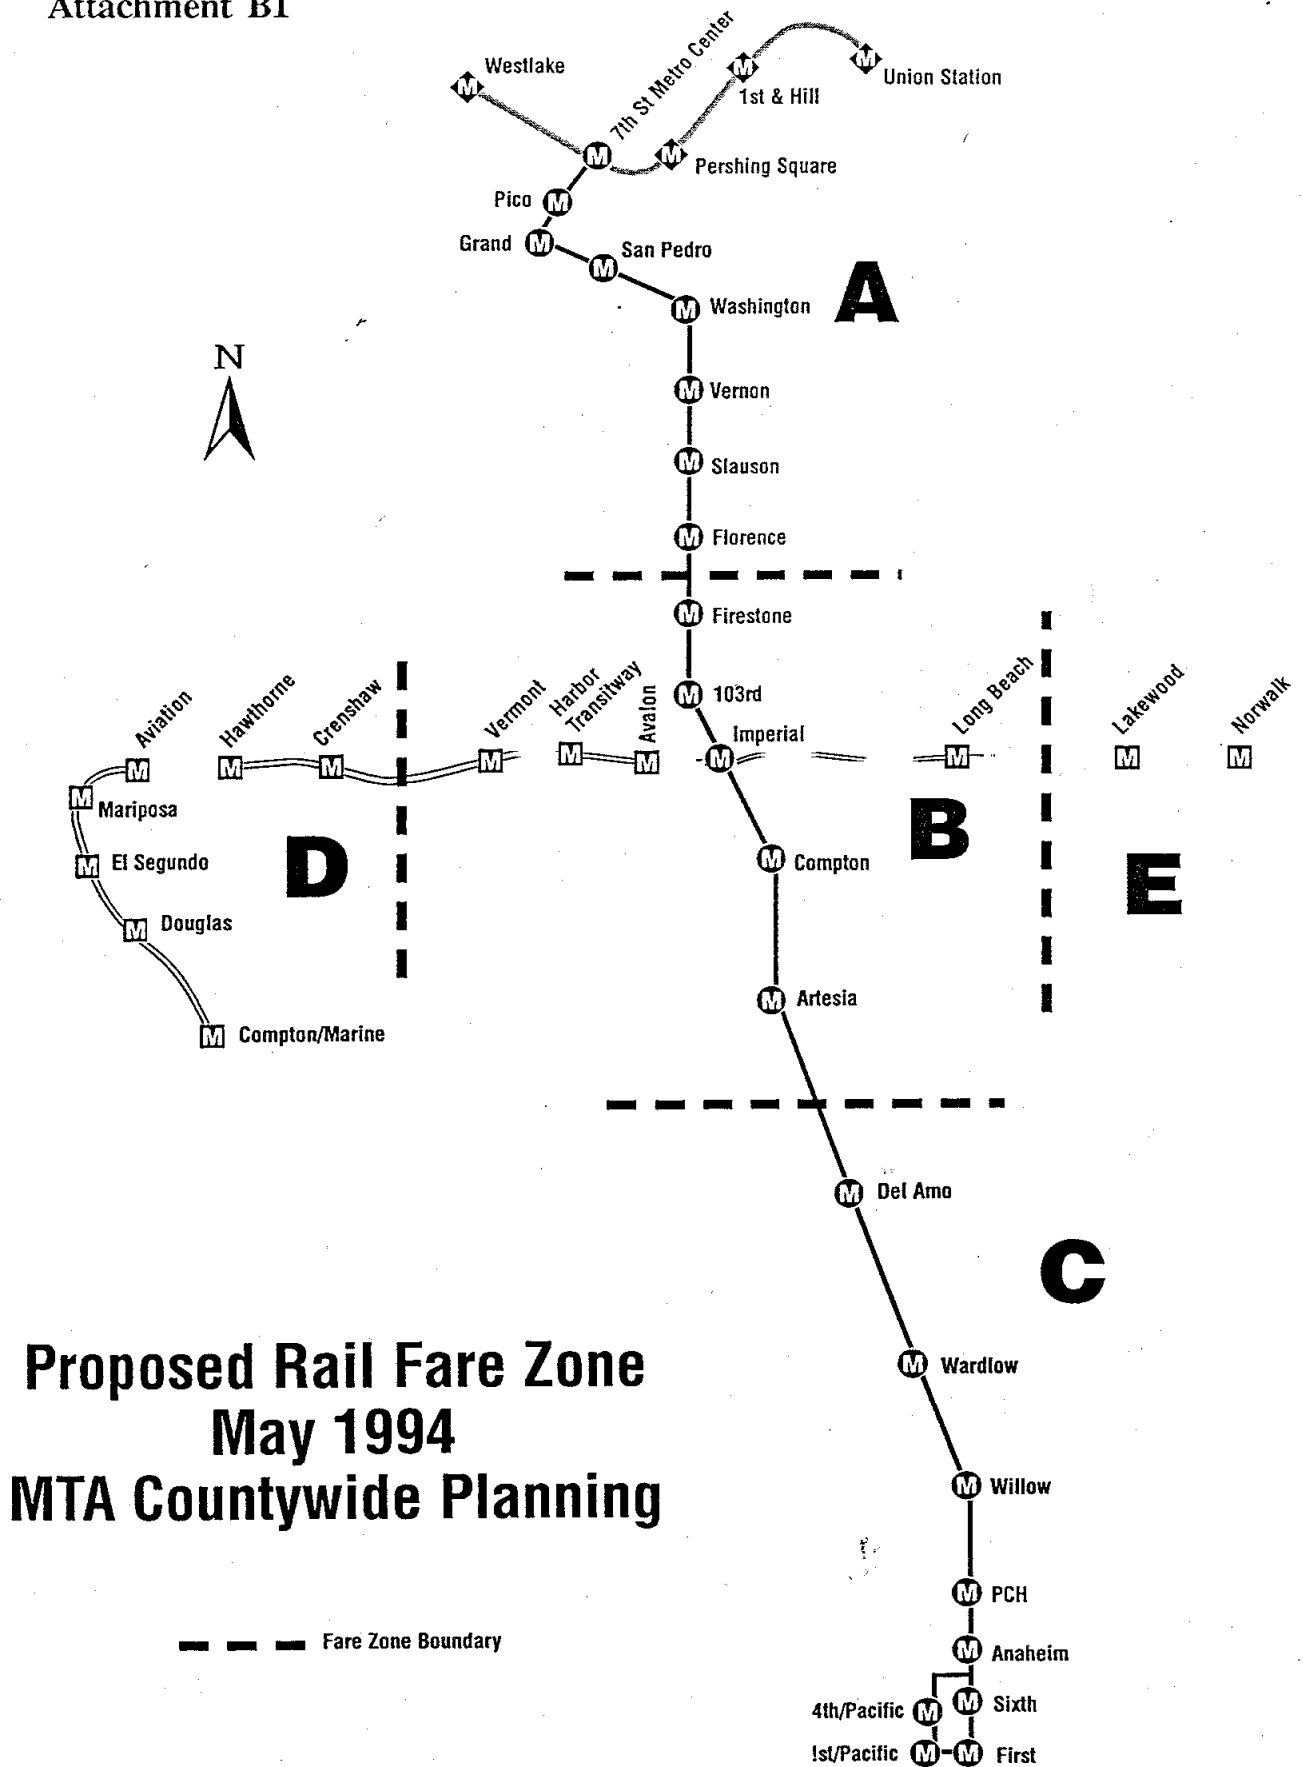 Attachment B1
Westlake
7th St Metro Center
1st & Hill
Union Station
Pershing Square
Pico
Grand
San Pedro
Washington
A
N
Vernon
Slauson
Florence
Firestone
103rd
Imperial
Aviation
Hawthorne
Crenshaw
Vermont
Harbor
Transitway
Avalon
Long Beach
Lakewood
Norwalk
Mariposa
El Segundo
Douglas
Compton/Marine
D
B
E
Compton
Artesia
Del Amo
C
Wardlow
Willow
PCH
Anaheim
4th/Pacific
Sixth
1st/Pacific
First
Proposed Rail Fare Zone
May 1994
MTA Countywide Planning
Fare Zone Boundary